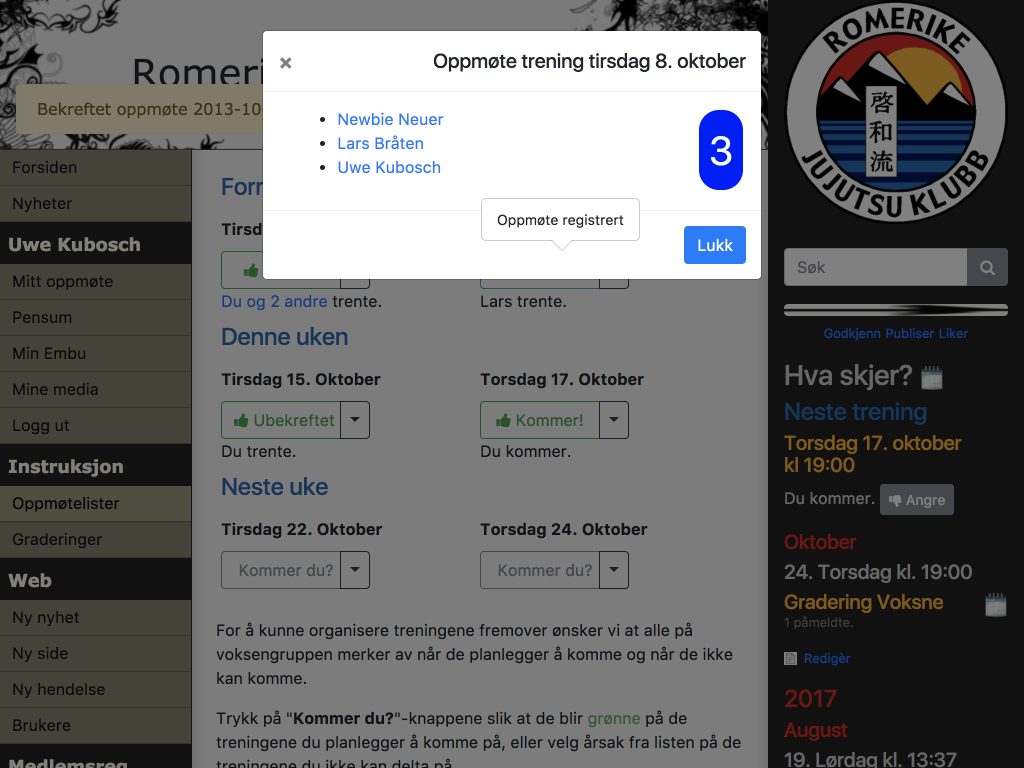 Romeri
Bekreftet oppmøte 2013-10-
×
Oppmøte trening tirsdag 8. oktober
Newbie Neuer
Lars Bråten
Uwe Kubosch
3
Oppmøte registrert
Lukk
Forsiden
Nyheter
Uwe Kubosch
Mitt oppmøte
Pensum
Min Embu
Mine media
Logg ut
Instruksjon
Oppmøtelister
Graderinger
Web
Ny nyhet
Ny side
Ny hendelse
Brukere
Medlemsreg
Tirsd
Du og 2 andre trente.
Lars trente.
Denne uken
Tirsdag 15. Oktober
Torsdag 17. Oktober
Ubekreftet
Kommer!
Du trente.
Du kommer.
Neste uke
Tirsdag 22. Oktober
Torsdag 24. Oktober
Kommer du?
Kommer du?
For å kunne organisere treningene fremover ønsker vi at alle på
voksengruppen merker av når de planlegger å komme og når de ikke
kan komme.
Trykk på "Kommer du?"-knappene slik at de blir grønne på de
treningene du planlegger å komme på, eller velg årsak fra listen på de
treningene du ikke kan delta på.
ROMERIKE
啓和流
JUJUTSU KLUBB
Søk
Godkjenn Publiser Liker
Hva skjer?
Neste trening
Torsdag 17. oktober
kl 19:00
Du kommer. Angre
Oktober
24. Torsdag kl. 19:00
Gradering Voksne
1 påmeldte.
Redigèr
2017
August
19. Lørdag kl. 13:37